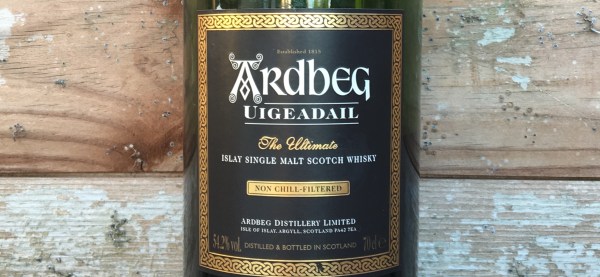 Established 1815
ARDBEG
UIGEADAIL
The Ultimate
ISLAY SINGLE MALT SCOTCH WHISKY
NON CHILL-FILTERED
ARDBEG DISTILLERY LIMITED
ISLE OF ISLAY, ARGYLL, SCOTLAND PA42 7EA
54.2%vol. DISTILLED & BOTTLED IN SCOTLAND 70cl e